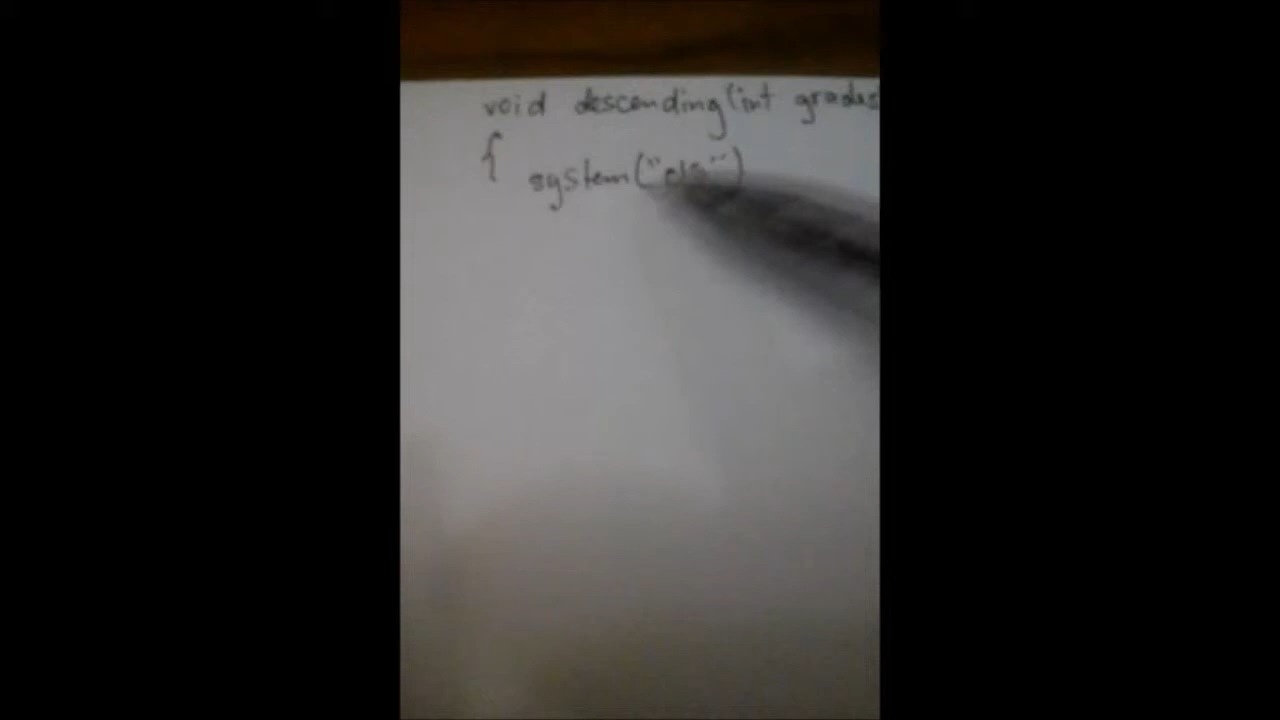 void descending(int grades
{
system("cls")